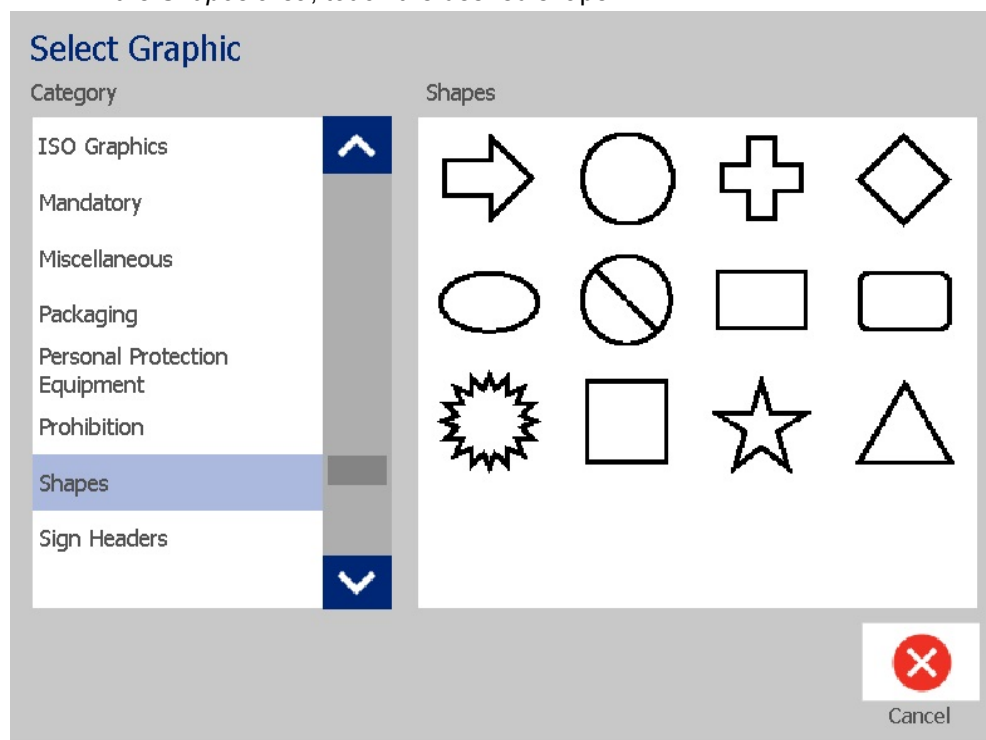 Select Graphic
Category
Shapes
ISO Graphics
Mandatory
Miscellaneous
Packaging
Personal Protection
Equipment
Prohibition
Shapes
Sign Headers
Cancel